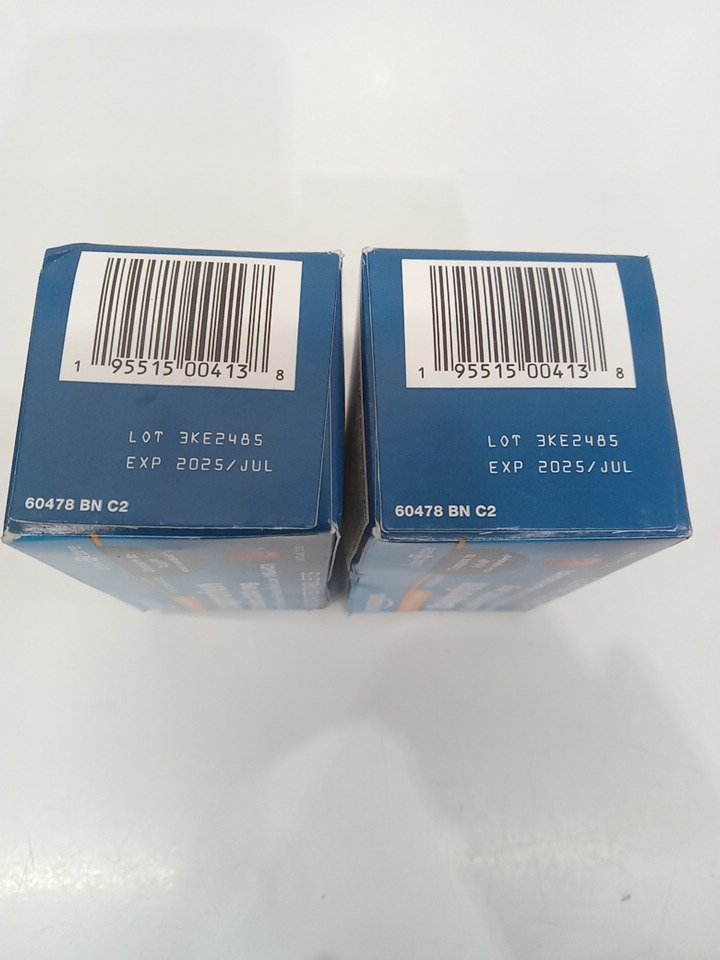 1 95515 00413 8
LOT 3KE2485
EXP 2025/JUL
60478 BN C2
1 95515 00413 8
LOT 3KE2485
EXP 2025/JUL
60478 BN C2